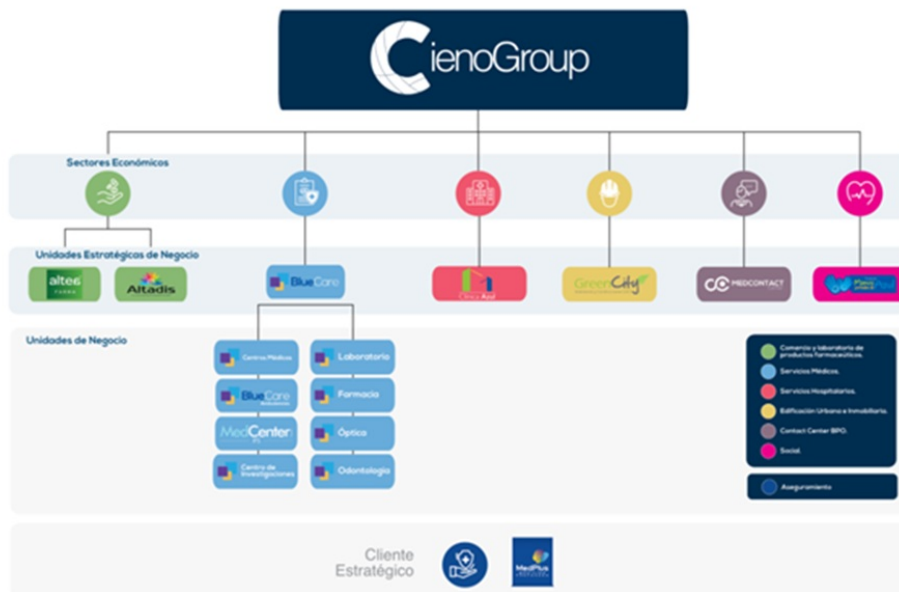 CienoGroup
Sectores Económicos
Unidades Estratégicas de Negocio
Altadis
BlueCare
Clínica Azul
GreenCity
MEDCONTACT
Unidades de Negocio
Centros Médicos
Laboratorio
BlueCare
Farmacia
MedCenter
Óptica
Centro de
Investigaciones
Odontología
Comercio y laboratorio de
productos farmaceúticos.
Servicios Médicos.
Servicios Hospitalarios.
Edificación Urbana e Inmobiliaria.
Contact Center BPO.
Social.
Aseguramiento
Cliente
Estratégico
MedPlus